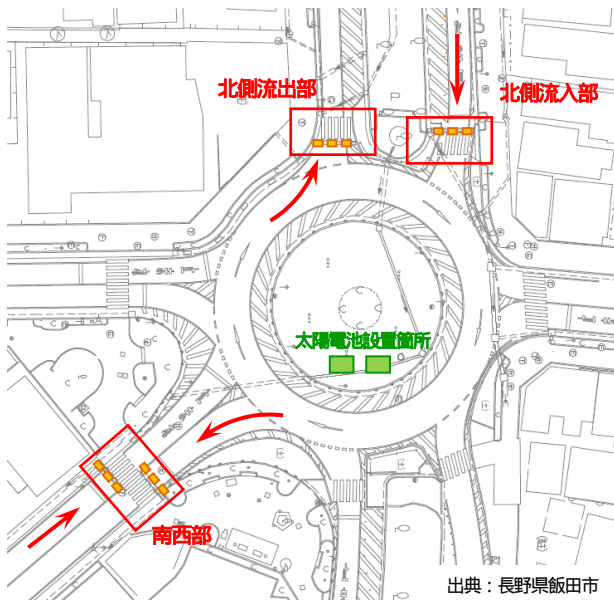 北側流出部
北側流入部
太陽電池設置箇所
南西部
出典：長野県飯田市